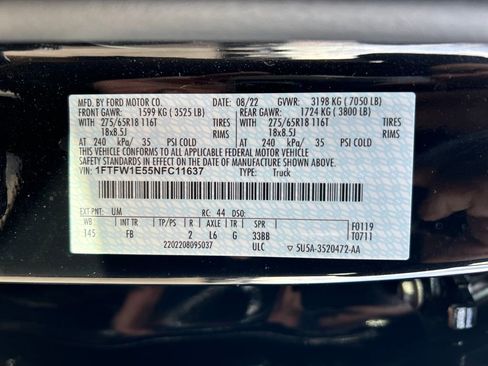 MFD. BY FORD MOTOR CO. 08/22 GVWR: 3198 KG ( 7050 LB)
FRONT GAWR: 1599 KG ( 3525 LB) REAR GAWR: 1724 KG ( 3800 LB)
WITH 275/65R18 116T TIRES WITH 275/65R18 116T TIRES
18x8.5J RIMS 18x8.5J RIMS
AT 240 kPa/ 35 PSI COLD AT 240 kPa/ 35 PSI COLD
THIS VEHICLE CONFORMS TO ALL APPLICABLE FEDERAL MOTOR VEHICLE
SAFETY STANDARDS IN EFFECT ON THE DATE OF MANUFACTURE SHOWN ABOVE.
VIN: 1FTFW1E55NFC11637 TYPE: Truck
EXT PNT: UM RC: 44 DSO:
WB INT TR TP/PS R AXLE TR SPR F0119
145 FB 2 L6 G 33BB T0711
2202208095037 ULC 5U5A-3520472-AA